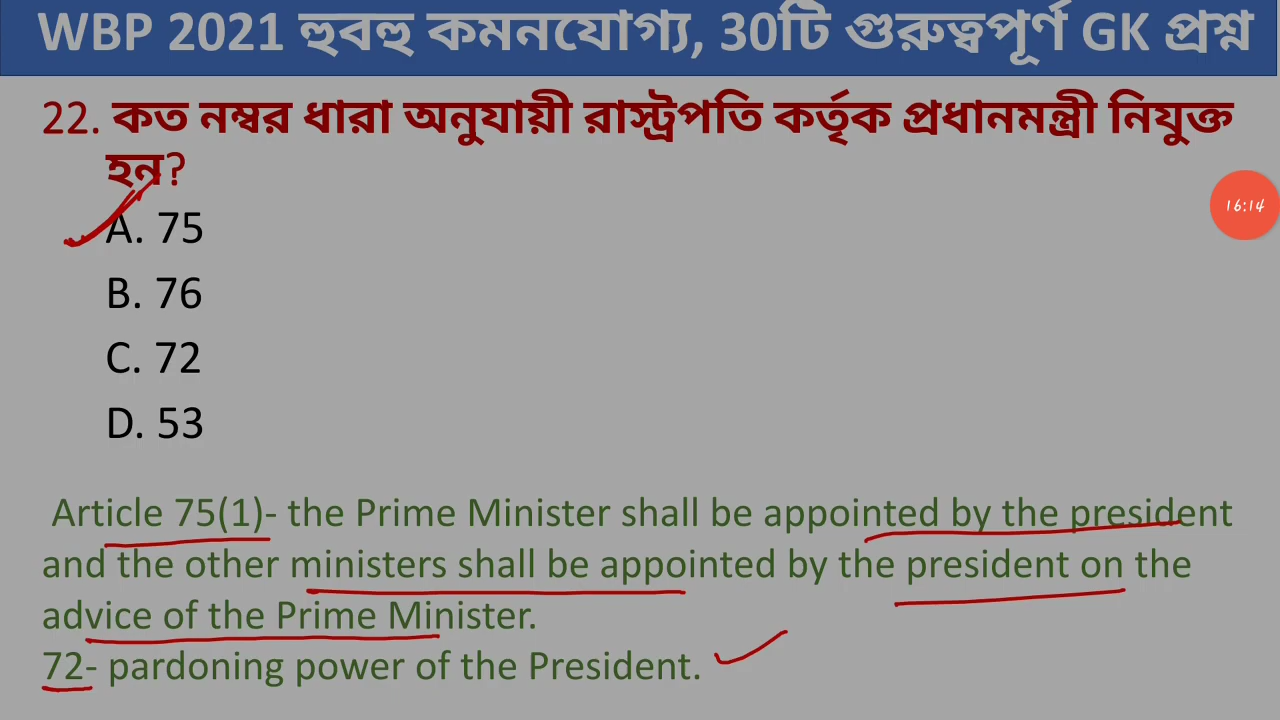 WBP 2021 হুবহু কমনযোগ্য, 30টি গুরুত্বপূর্ণ GK প্রশ্ন
22. কত নম্বর ধারা অনুযায়ী রাস্ট্রপতি কর্তৃক প্রধানমন্ত্রী নিযুক্ত
হন?
16:14
A. 75
B. 76
C. 72
D. 53
Article 75(1)- the Prime Minister shall be appointed by the president
and the other ministers shall be appointed by the president on the
advice of the Prime Minister.
72- pardoning power of the President.